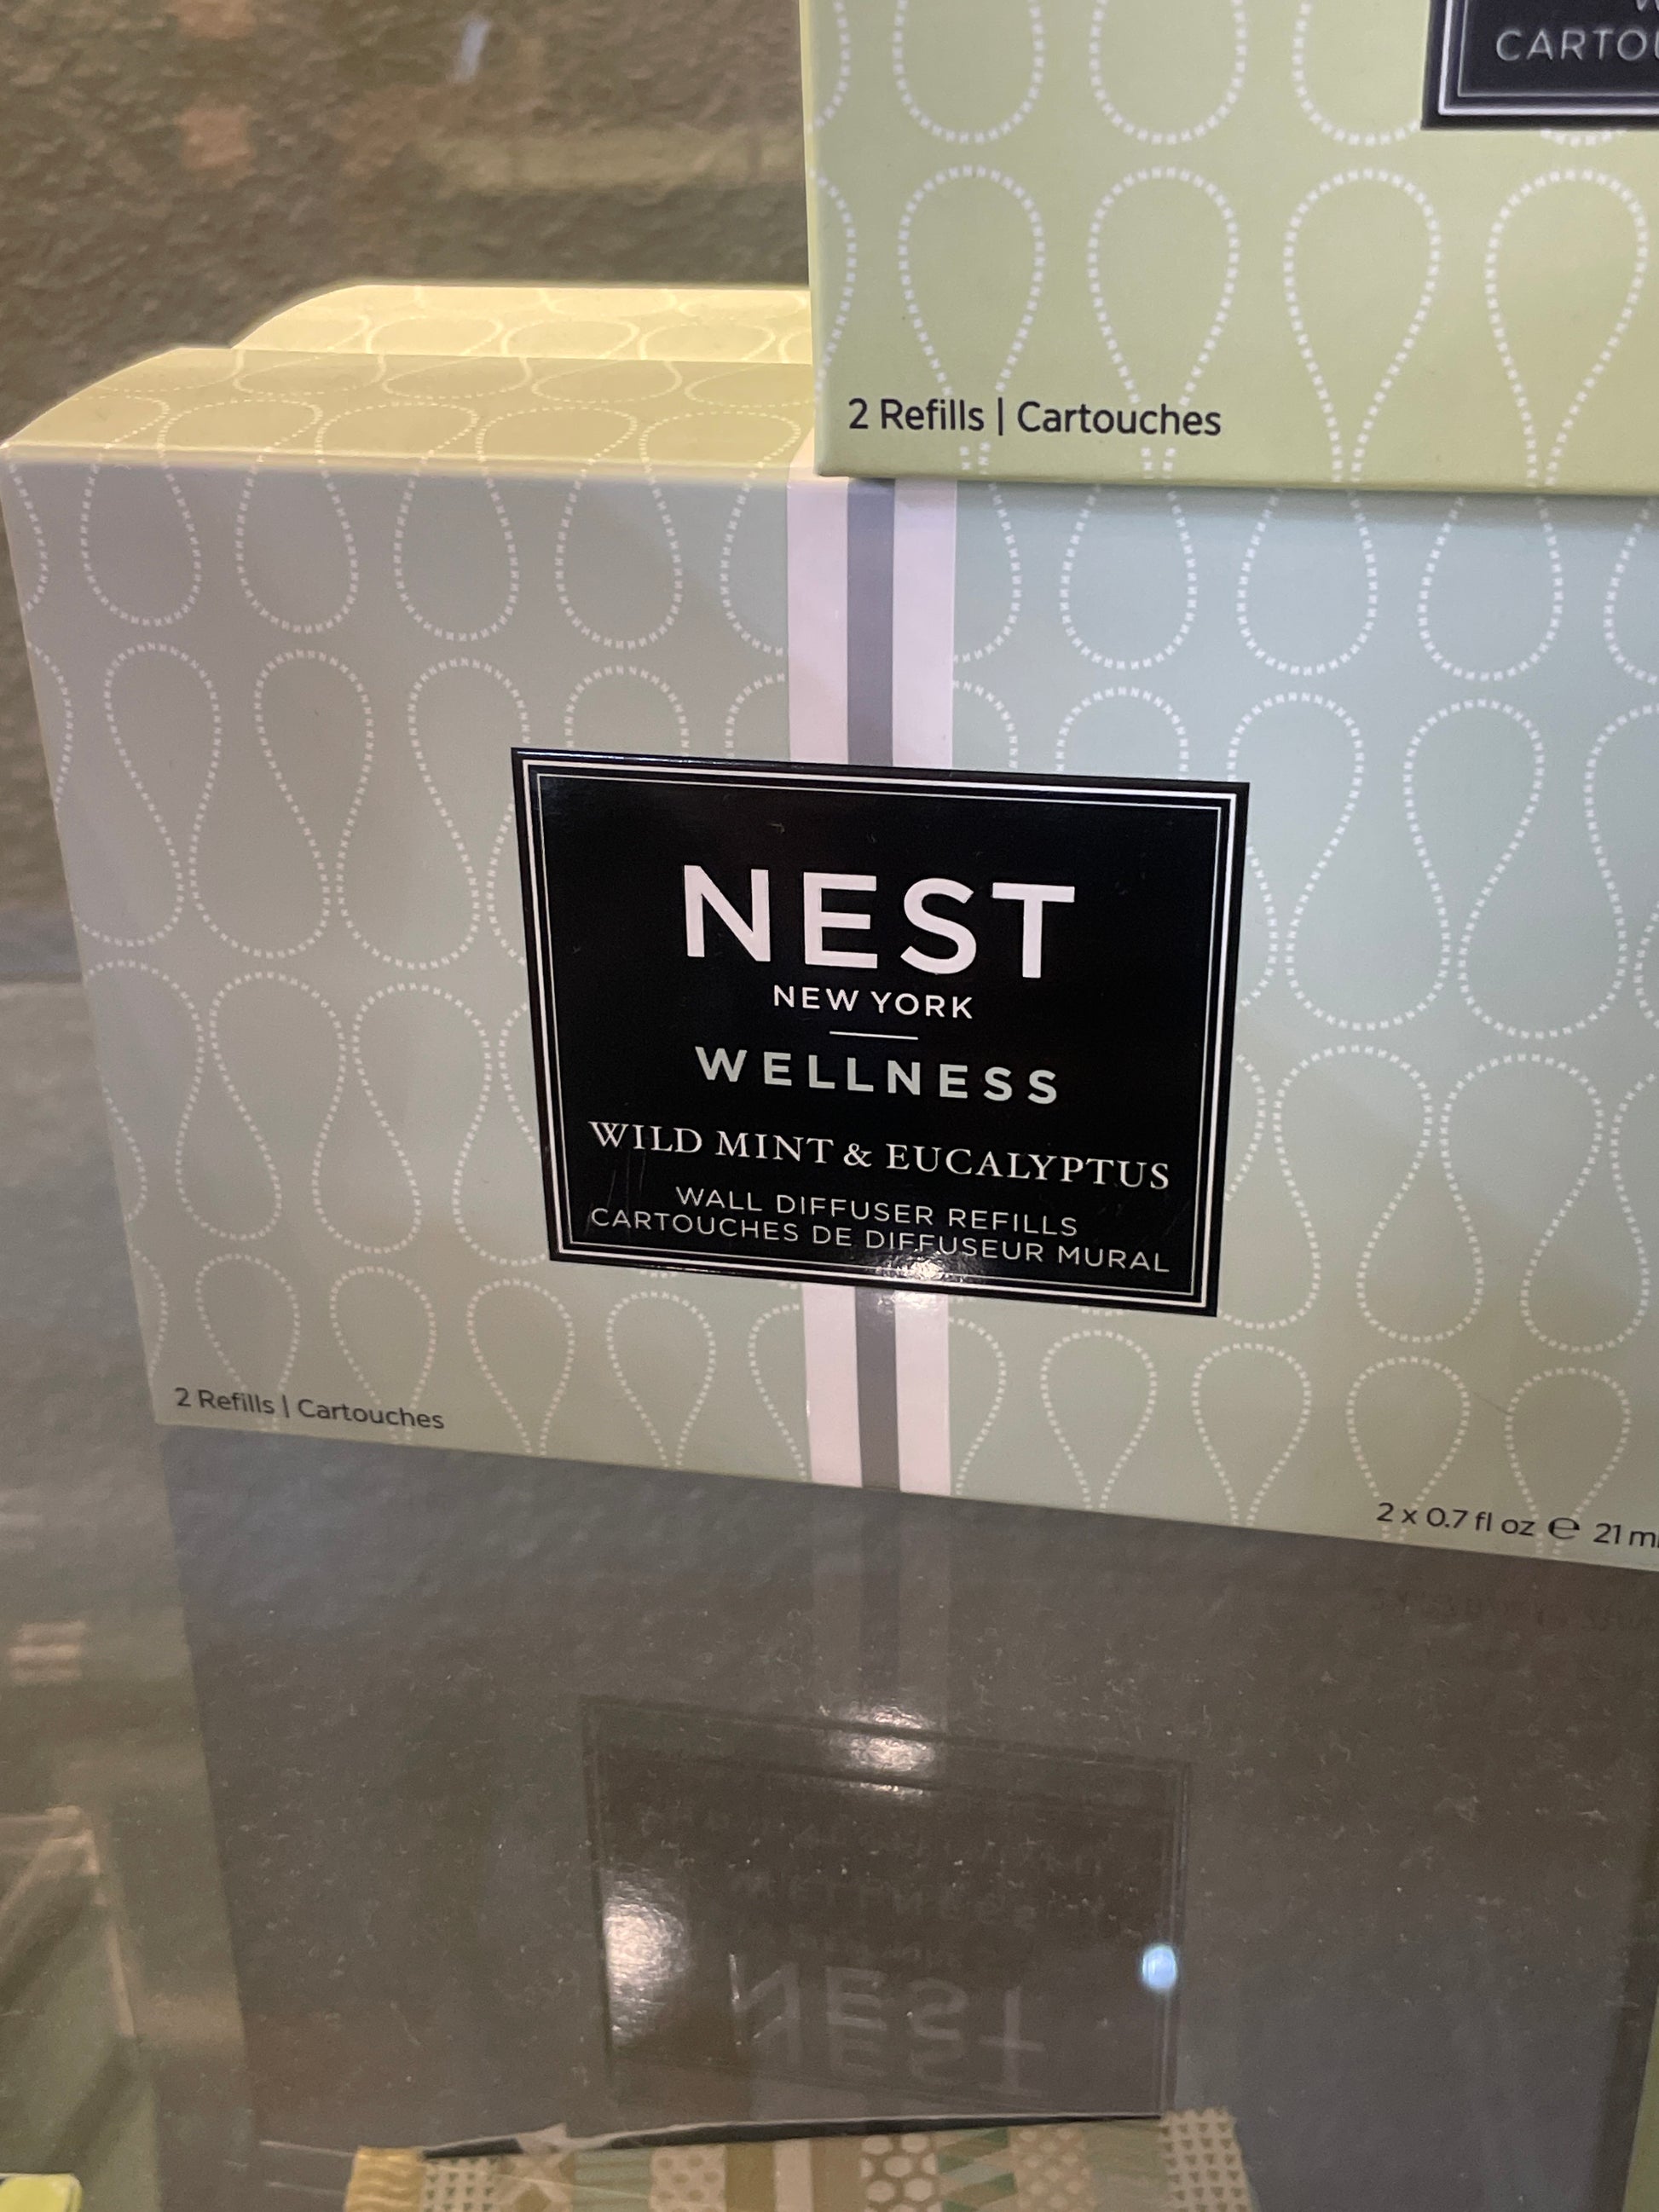 CARTOU
2 Refills | Cartouches
NEST
NEW YORK
WELLNESS
WILD MINT & EUCALYPTUS
WALL DIFFUSER REFILLS
CARTOUCHES DE DIFFUSEUR MURAL
2 Refills | Cartouches
2 x 0.7 fl oz ℮ 21 m
NEST